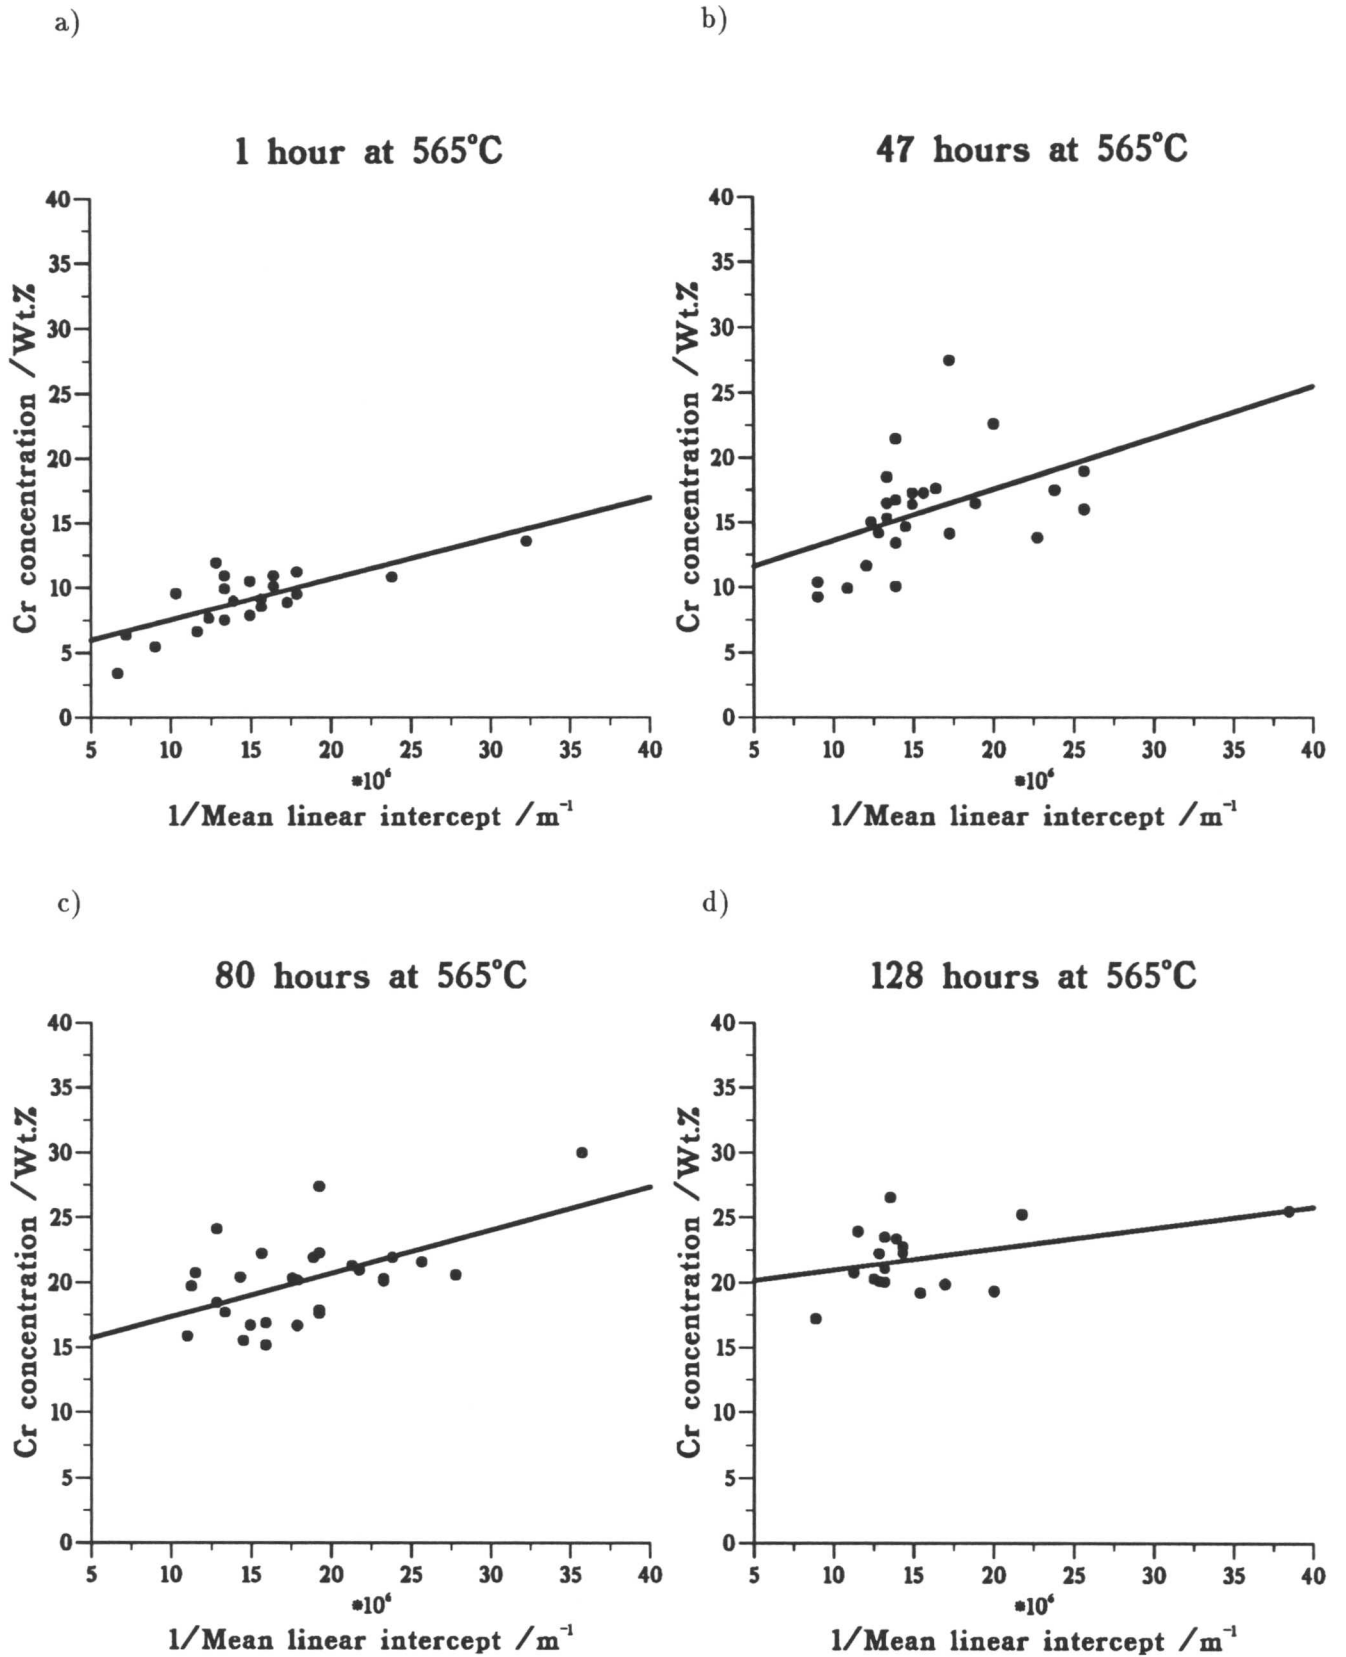 a)
1 hour at 565°C
40
35
30
25
20
15
10
5
0
Cr concentration /Wt.%
5 10 15 20 25 30 35 40
*10⁶
1/Mean linear intercept /m⁻¹
b)
47 hours at 565°C
40
35
30
25
20
15
10
5
0
Cr concentration /Wt.%
5 10 15 20 25 30 35 40
*10⁶
1/Mean linear intercept /m⁻¹
c)
80 hours at 565°C
40
35
30
25
20
15
10
5
0
Cr concentration /Wt.%
5 10 15 20 25 30 35 40
*10⁶
1/Mean linear intercept /m⁻¹
d)
128 hours at 565°C
40
35
30
25
20
15
10
5
0
Cr concentration /Wt.%
5 10 15 20 25 30 35 40
*10⁶
1/Mean linear intercept /m⁻¹